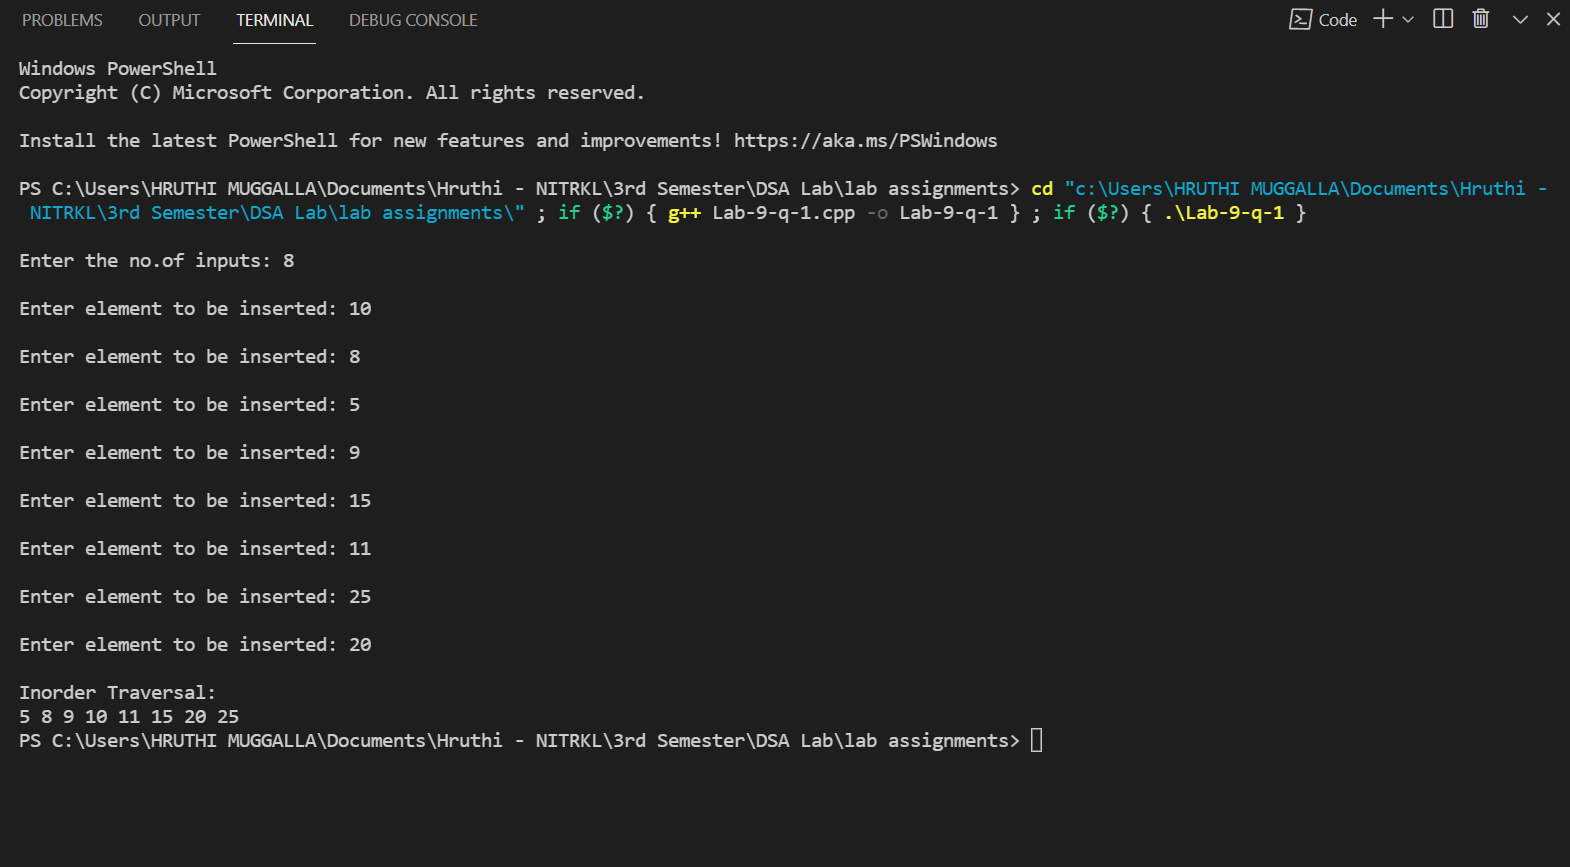 PROBLEMS OUTPUT TERMINAL DEBUG CONSOLE Code
Windows PowerShell
Copyright (C) Microsoft Corporation. All rights reserved.
Install the latest PowerShell for new features and improvements! https://aka.ms/PSWindows
PS C:\Users\HRUTHI MUGGALLA\Documents\Hruthi - NITRKL\3rd Semester\DSA Lab\lab assignments> cd "c:\Users\HRUTHI MUGGALLA\Documents\Hruthi -
NITRKL\3rd Semester\DSA Lab\lab assignments\" ; if ($?) { g++ Lab-9-q-1.cpp -o Lab-9-q-1 } ; if ($?) { .\Lab-9-q-1 }
Enter the no.of inputs: 8
Enter element to be inserted: 10
Enter element to be inserted: 8
Enter element to be inserted: 5
Enter element to be inserted: 9
Enter element to be inserted: 15
Enter element to be inserted: 11
Enter element to be inserted: 25
Enter element to be inserted: 20
Inorder Traversal:
5 8 9 10 11 15 20 25
PS C:\Users\HRUTHI MUGGALLA\Documents\Hruthi - NITRKL\3rd Semester\DSA Lab\lab assignments>